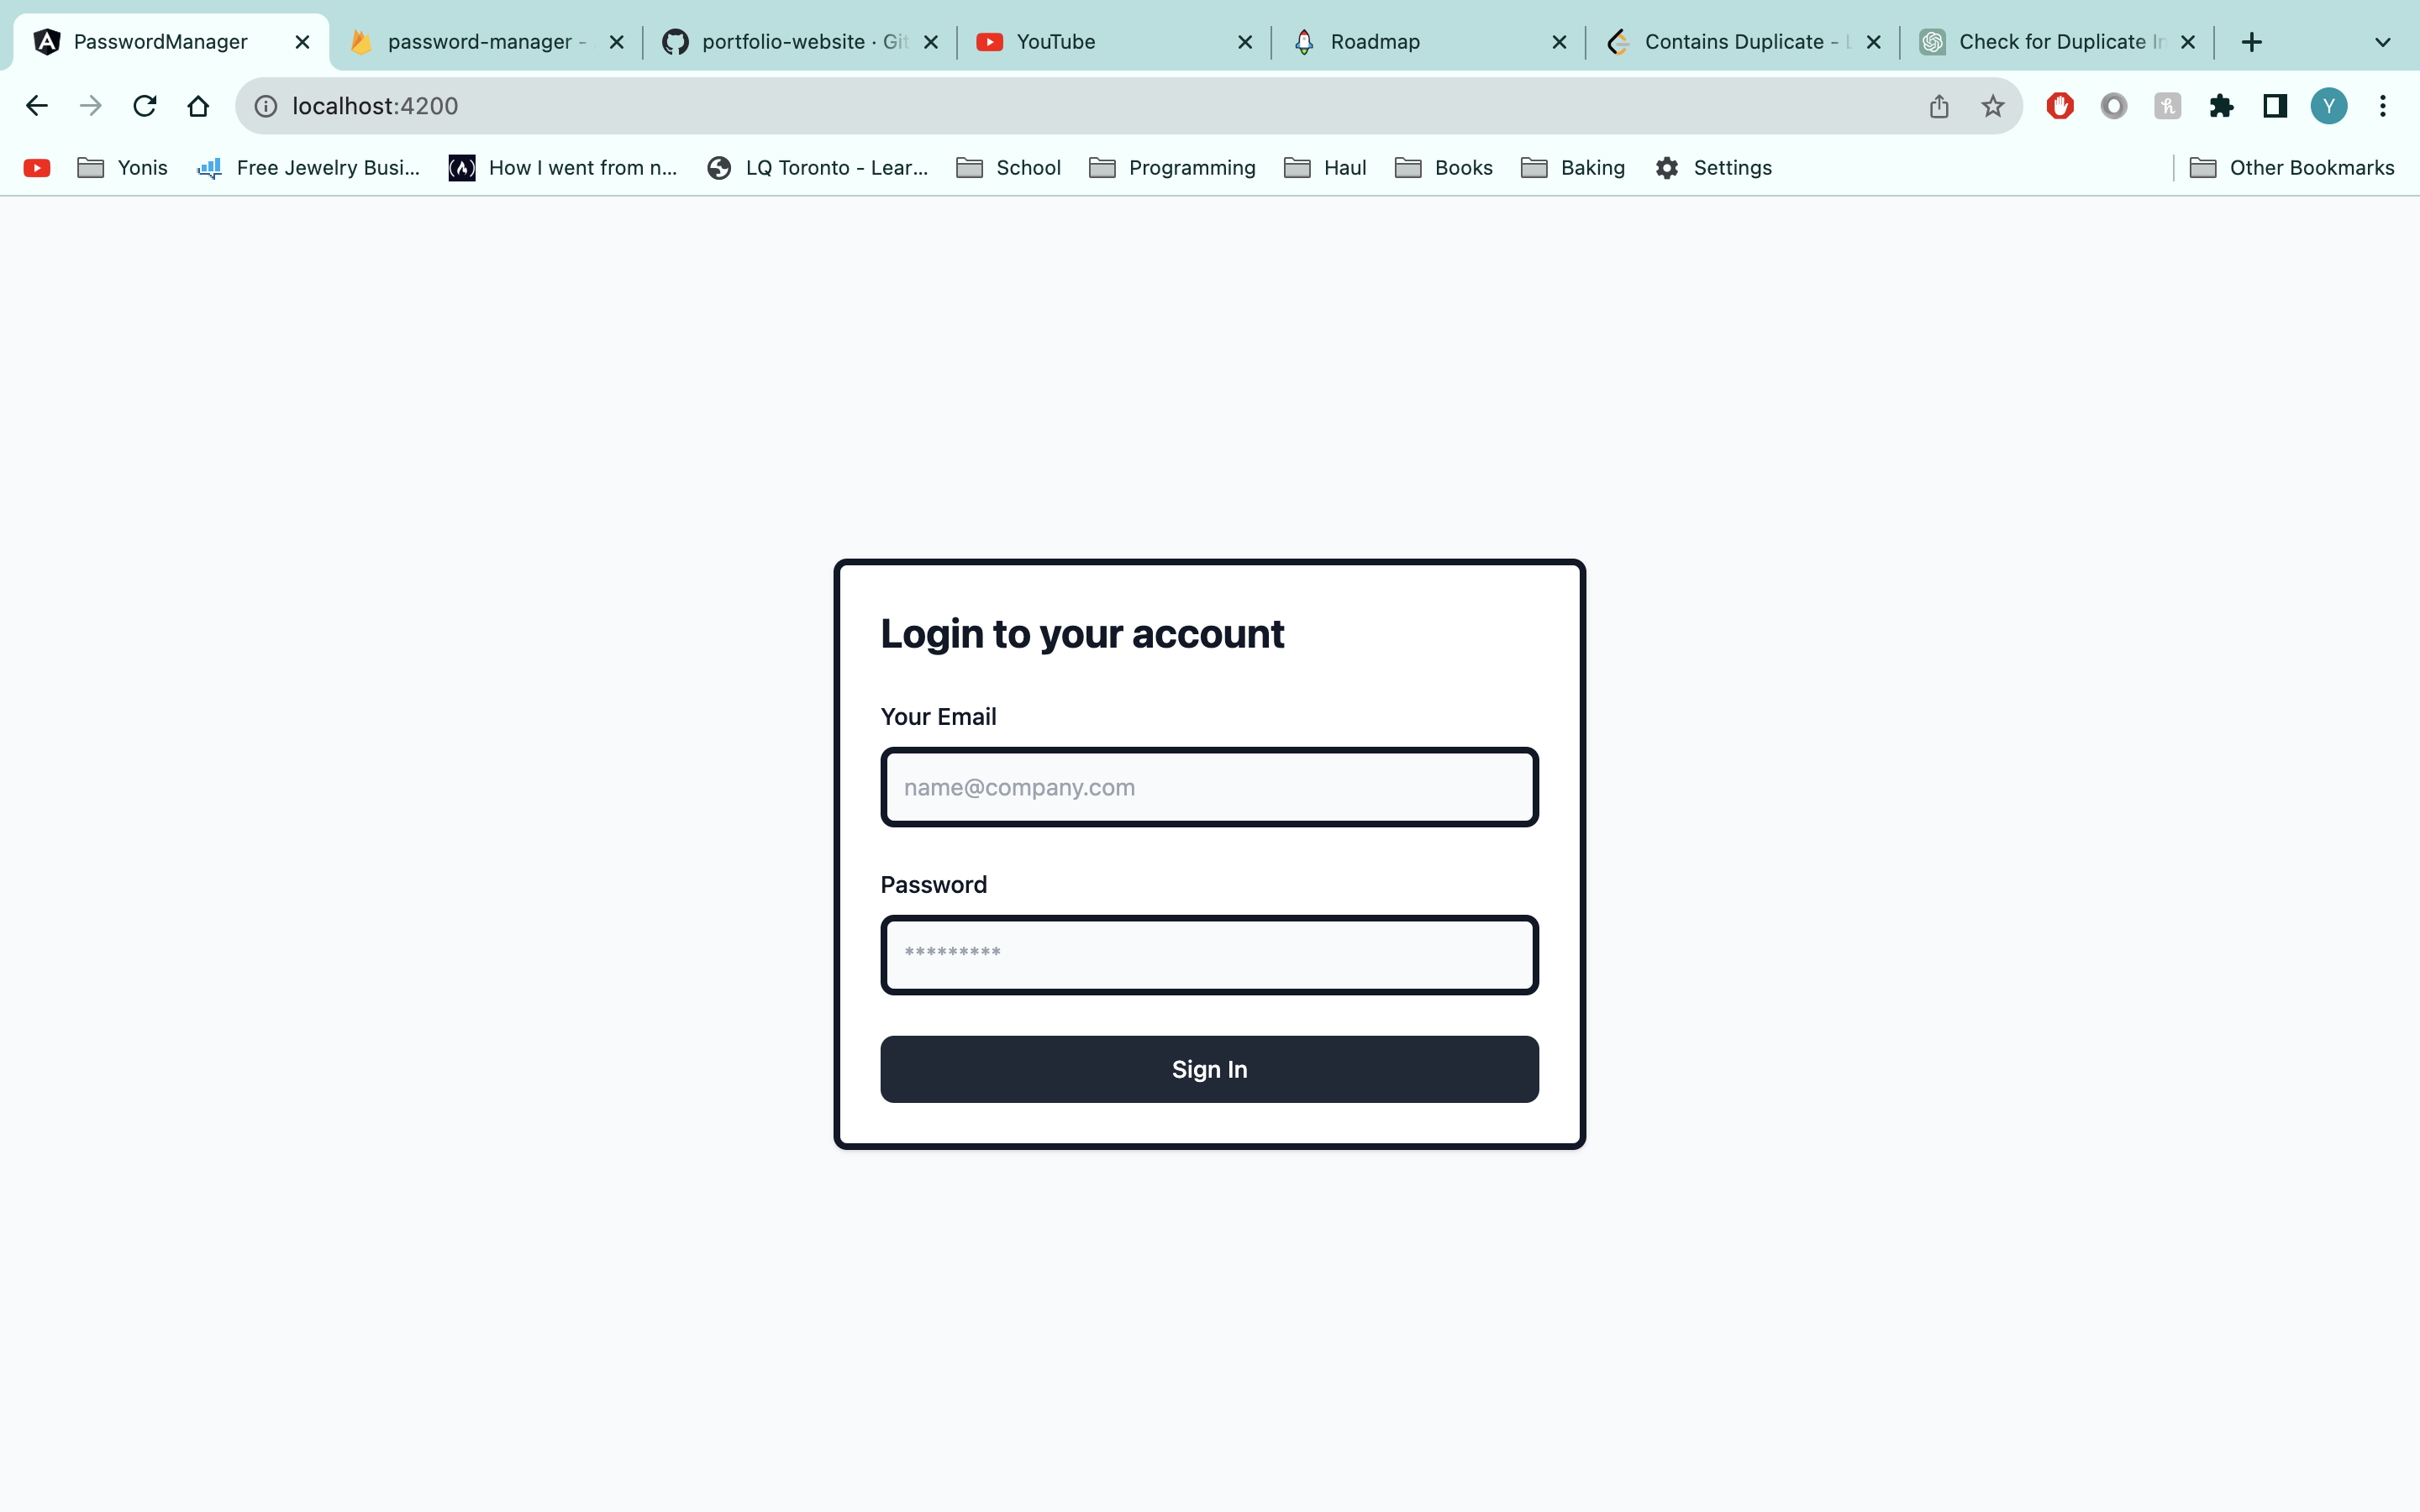 PasswordManager
password-manager -
portfolio-website · Git
YouTube
Roadmap
Contains Duplicate - L
Check for Duplicate In
localhost:4200
Y
Yonis
Free Jewelry Busi...
How I went from n...
LQ Toronto - Lear...
School
Programming
Haul
Books
Baking
Settings
Other Bookmarks
Login to your account
Your Email
name@company.com
Password
*********
Sign In